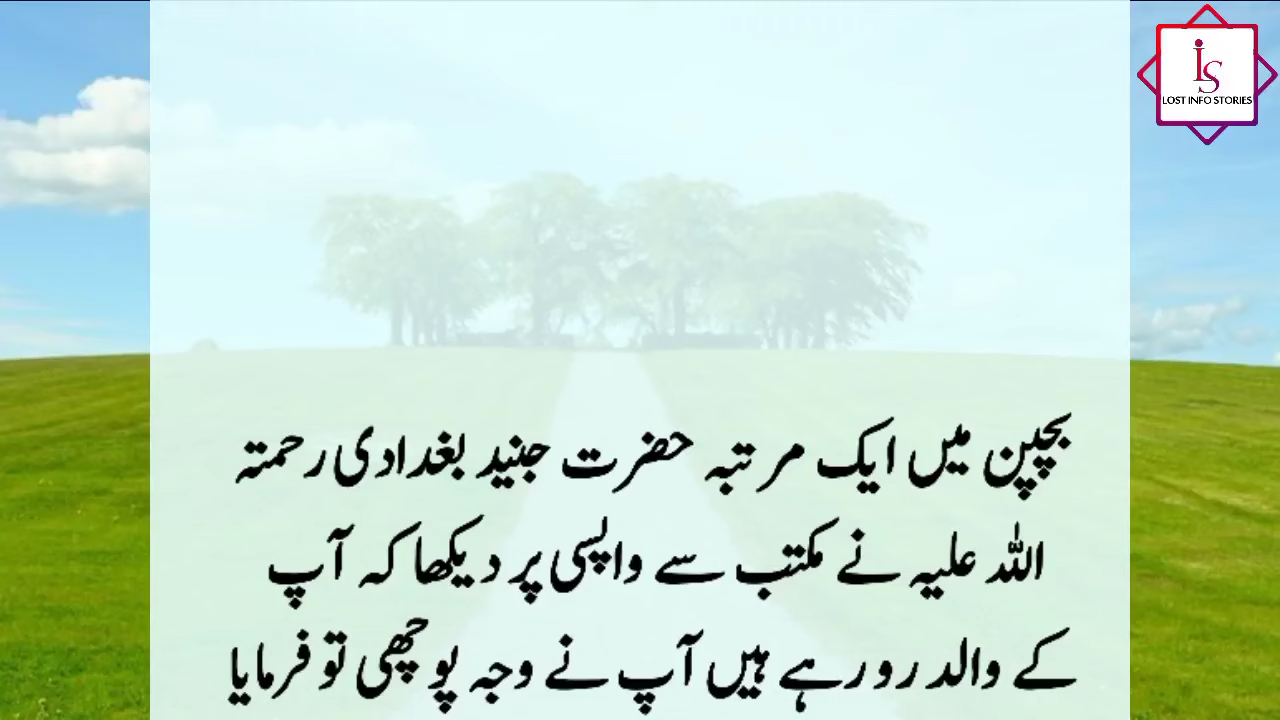 LS
LOST INFO STORIES
بچپن میں ایک مرتبہ حضرت جنید بغدادی رحمتہ
اللہ علیہ نے مکتب سے واپسی پر دیکھا کہ آپ
کے والد رو رہے ہیں آپ نے وجہ پوچھی تو فرمایا